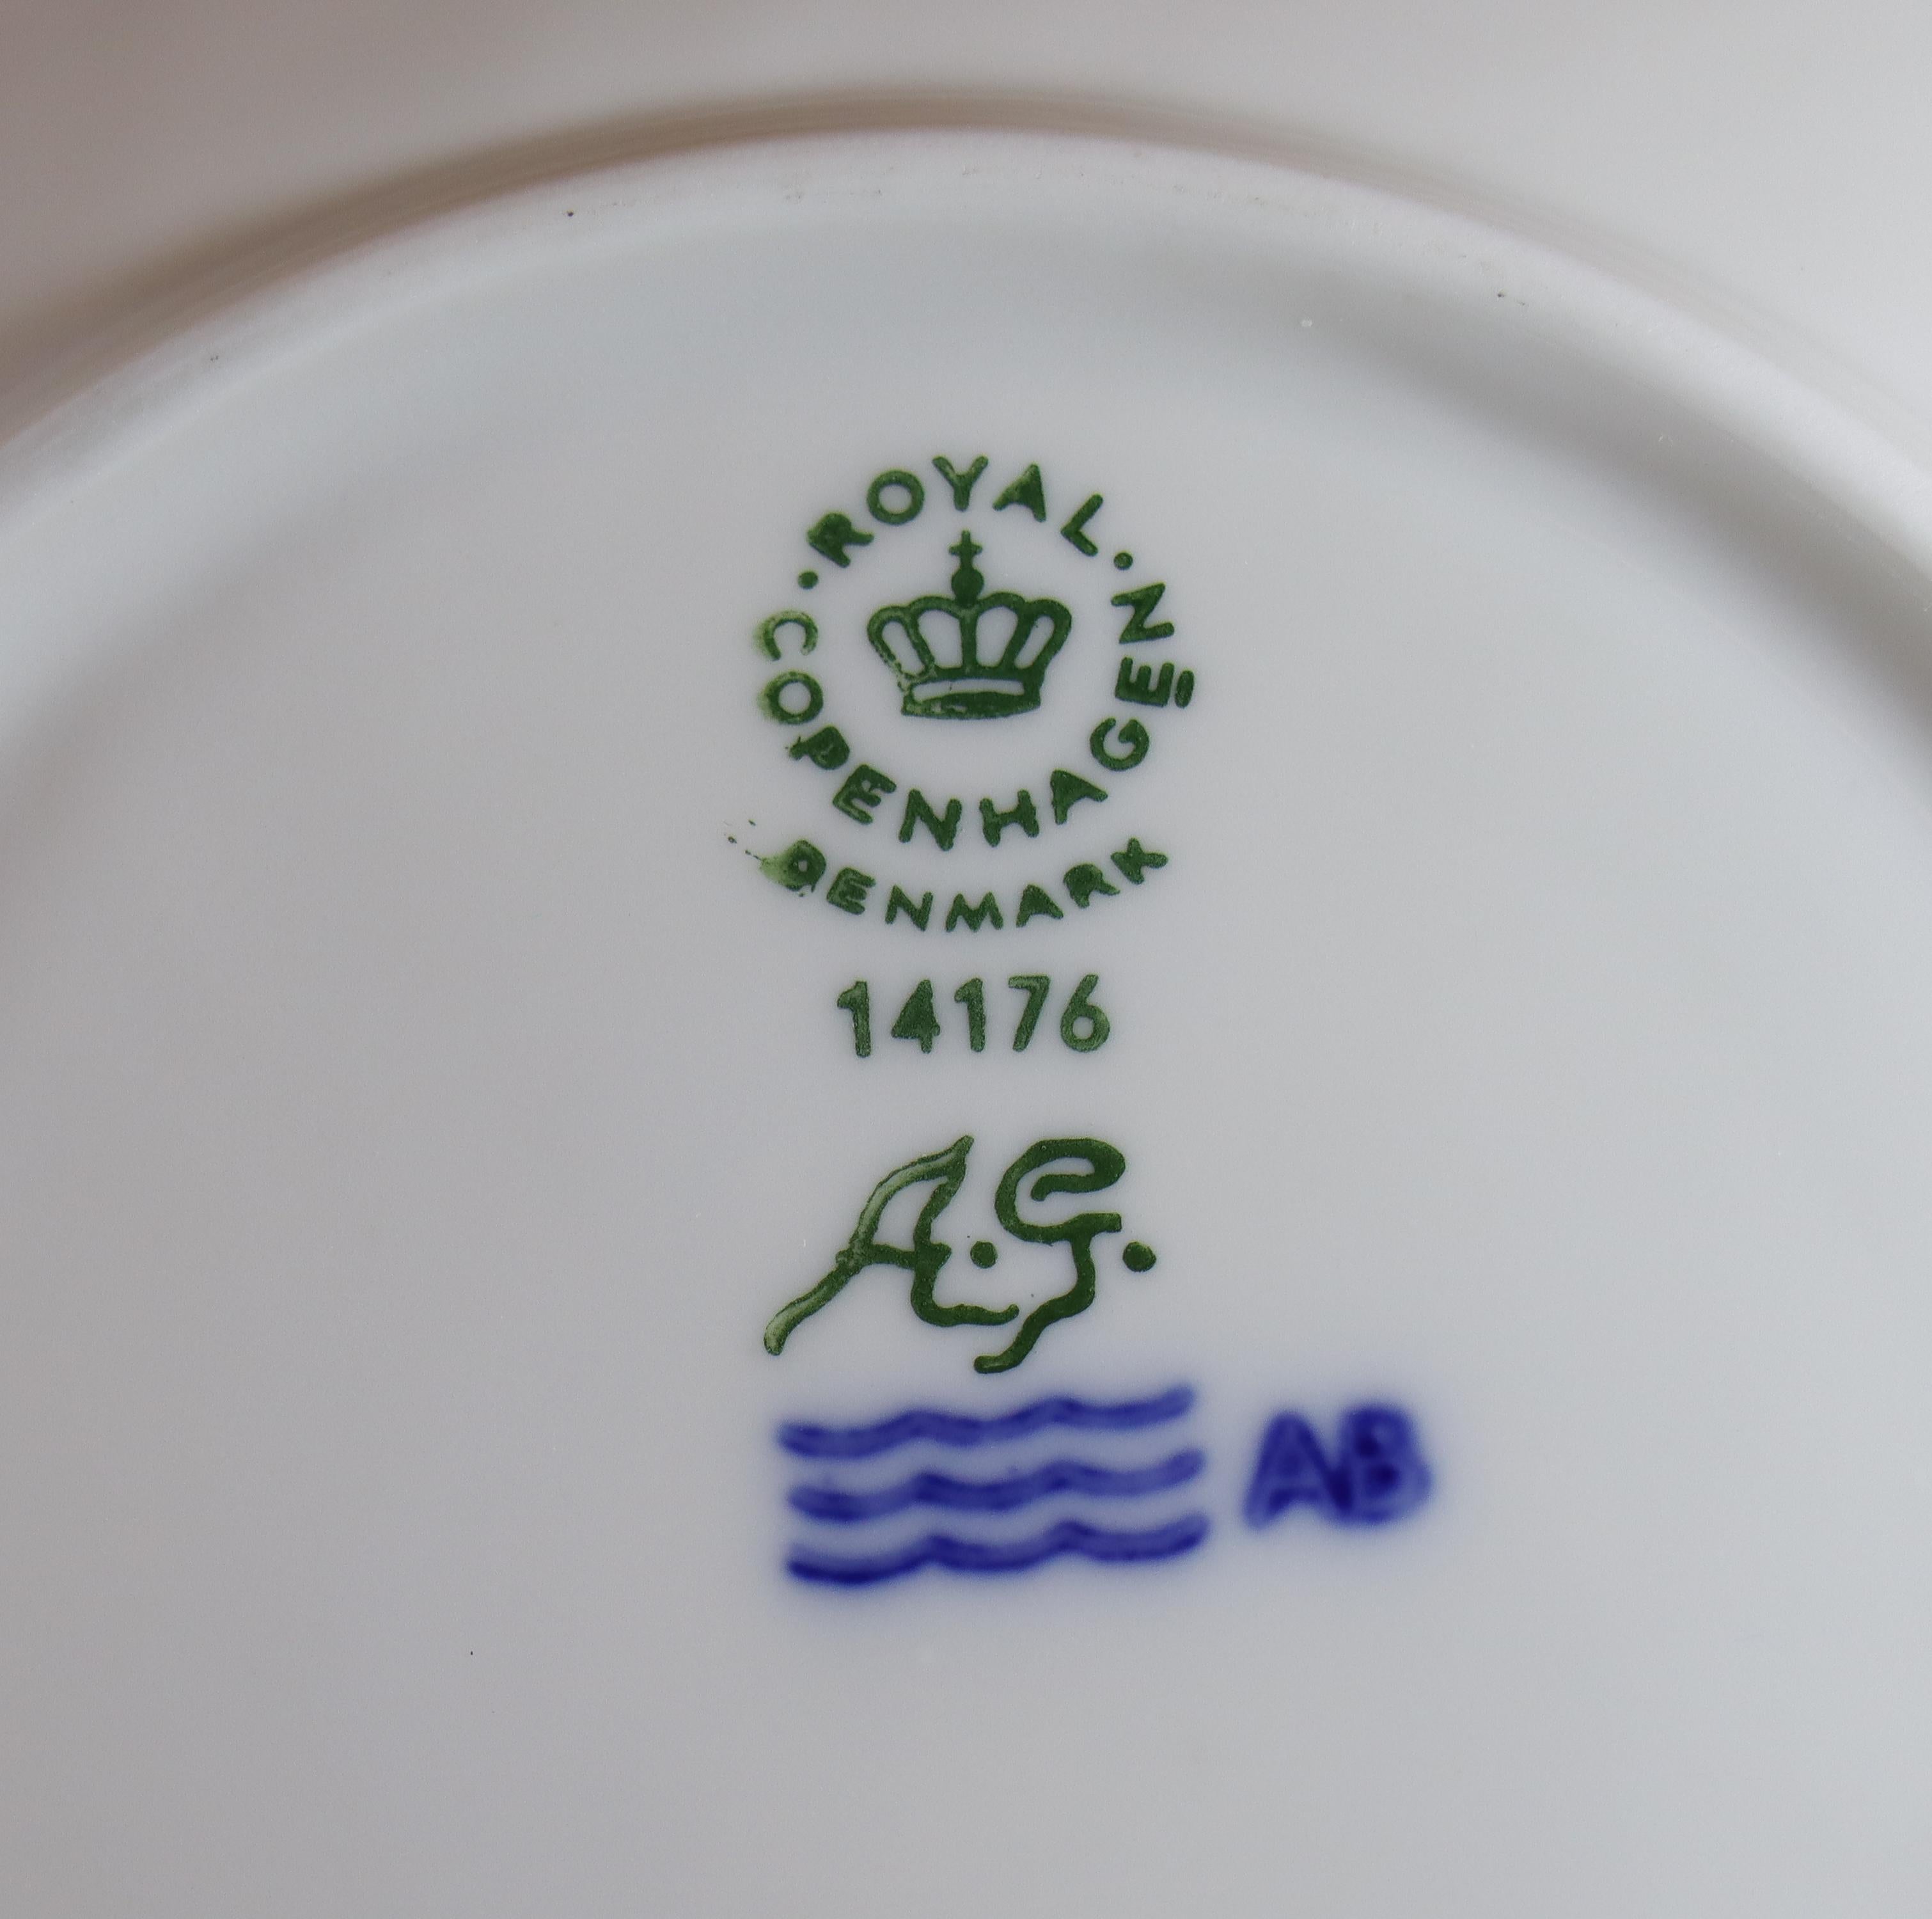 ·ROYAL·
COPENHAGEN
DENMARK
14176
A.G.
AB